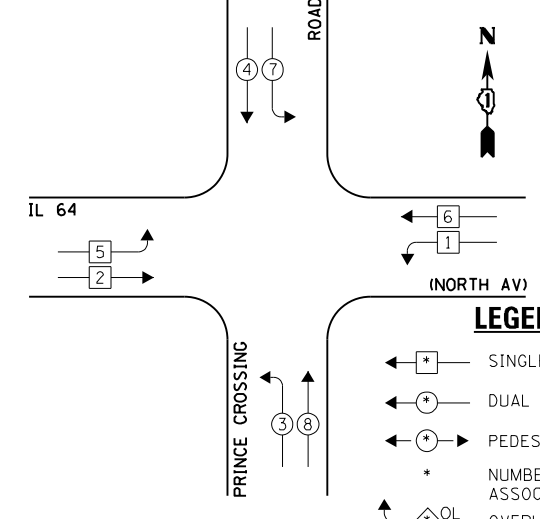 ROAD
N
4 7
1
IL 64
6
5
1
2
(NORTH AV)
LEGE
PRINCE CROSSING
* SINGL
* DUAL
* PEDES
3 8
* NUMBE
ASSOC
* OL